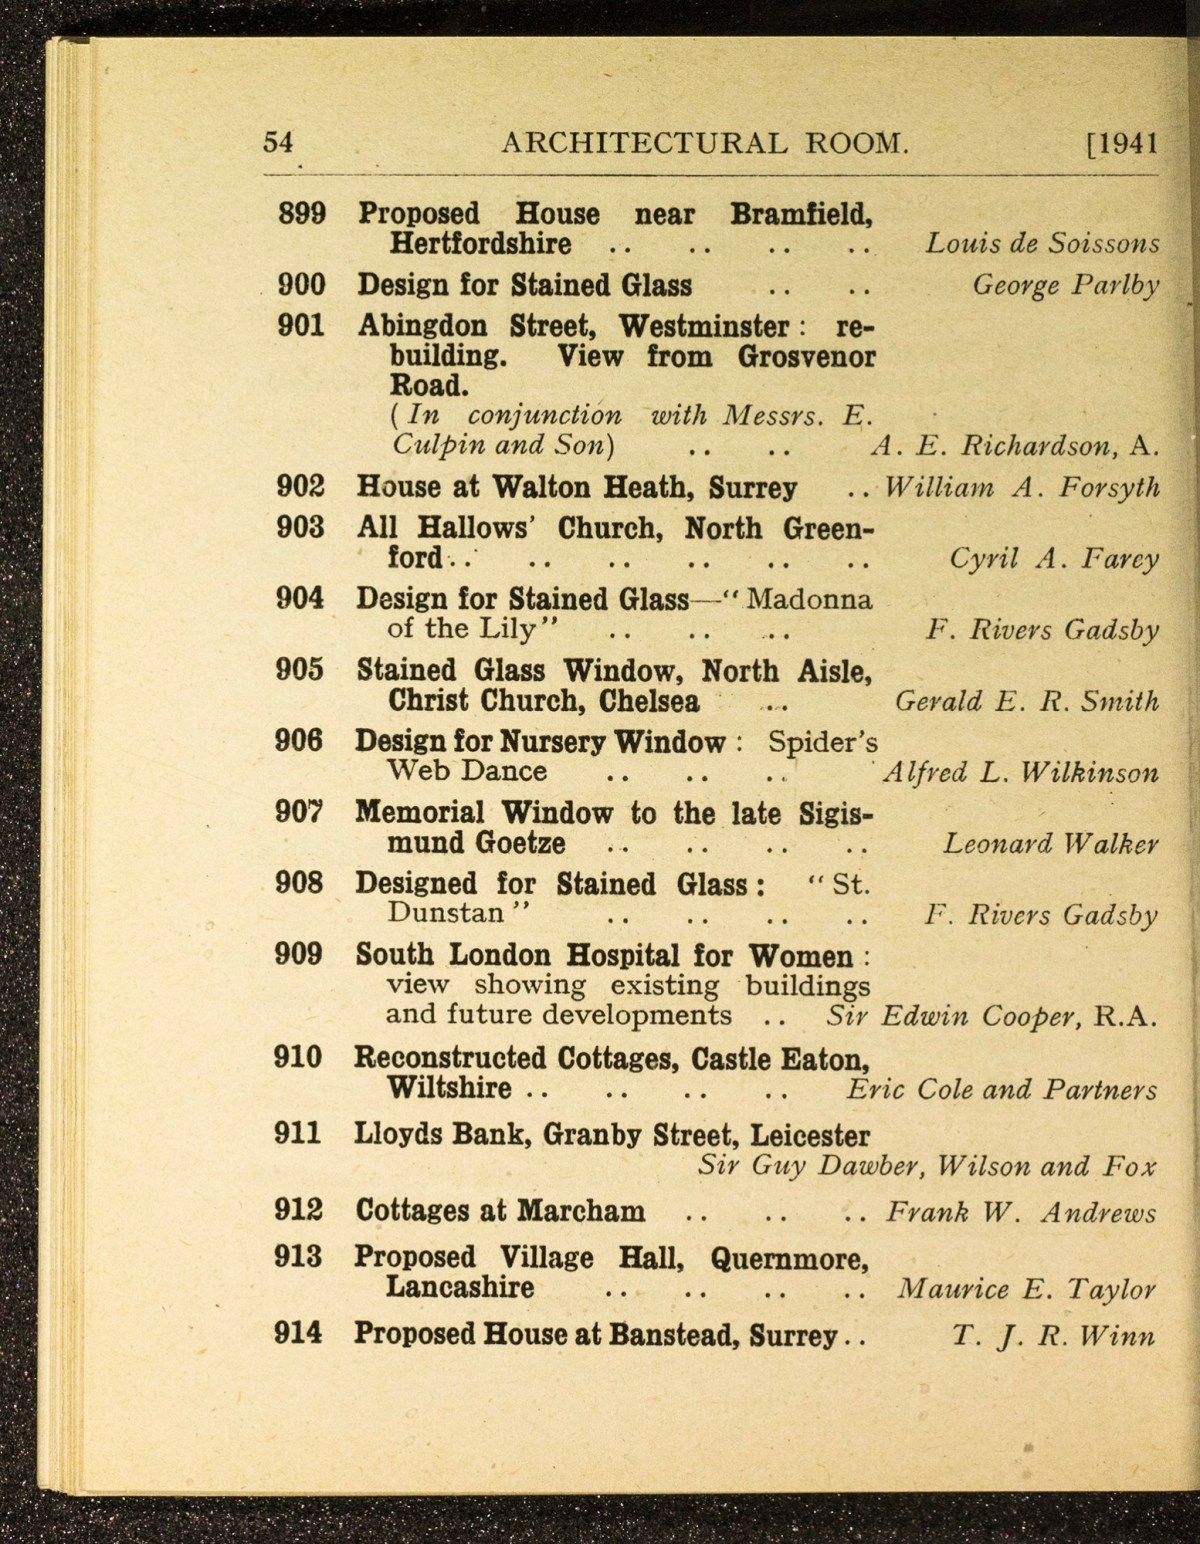 54 ARCHITECTURAL ROOM. [1941
899 Proposed House near Bramfield,
Hertfordshire .. .. .. .. Louis de Soissons
900 Design for Stained Glass .. .. George Parlby
901 Abingdon Street, Westminster : re-
building. View from Grosvenor
Road.
(In conjunction with Messrs. E.
Culpin and Son) .. .. A. E. Richardson, A.
902 House at Walton Heath, Surrey .. William A. Forsyth
903 All Hallows' Church, North Green-
ford .. .. .. .. .. .. Cyril A. Farey
904 Design for Stained Glass—“ Madonna
of the Lily” .. .. .. F. Rivers Gadsby
905 Stained Glass Window, North Aisle,
Christ Church, Chelsea .. Gerald E. R. Smith
906 Design for Nursery Window : Spider's
Web Dance .. .. .. Alfred L. Wilkinson
907 Memorial Window to the late Sigis-
mund Goetze .. .. .. .. Leonard Walker
908 Designed for Stained Glass : “ St.
Dunstan ” .. .. .. .. F. Rivers Gadsby
909 South London Hospital for Women :
view showing existing buildings
and future developments .. Sir Edwin Cooper, R.A.
910 Reconstructed Cottages, Castle Eaton,
Wiltshire .. .. .. .. Eric Cole and Partners
911 Lloyds Bank, Granby Street, Leicester
Sir Guy Dawber, Wilson and Fox
912 Cottages at Marcham .. .. .. Frank W. Andrews
913 Proposed Village Hall, Quernmore,
Lancashire .. .. .. .. Maurice E. Taylor
914 Proposed House at Banstead, Surrey .. T. J. R. Winn